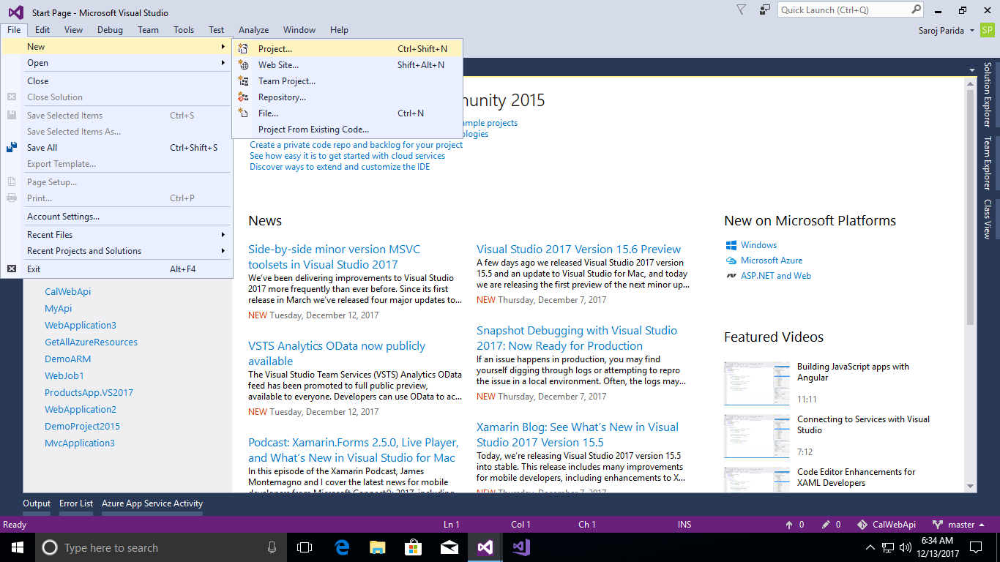 Start Page - Microsoft Visual Studio
Quick Launch (Ctrl+Q)
File Edit View Debug Team Tools Test Analyze Window Help
Saroj Parida SP
New
Open
Close
Close Solution
Save Selected Items Ctrl+S
Save Selected Items As...
Save All Ctrl+Shift+S
Export Template...
Page Setup...
Print... Ctrl+P
Account Settings...
Recent Files
Recent Projects and Solutions
Exit Alt+F4
Project... Ctrl+Shift+N
Web Site... Shift+Alt+N
Team Project...
Repository...
File... Ctrl+N
Project From Existing Code...
nunity 2015
ample projects
ologies
Create a private code repo and backlog for your project
See how easy it is to get started with cloud services
Discover ways to extend and customize the IDE
CalWebApi
MyApi
WebApplication3
GetAllAzureResources
DemoARM
WebJob1
ProductsApp.VS2017
WebApplication2
DemoProject2015
MvcApplication3
News
Side-by-side minor version MSVC
toolsets in Visual Studio 2017
We've been delivering improvements to Visual Studio
2017 more frequently than ever before. Since its first
release in March we've released four major updates to...
NEW Tuesday, December 12, 2017
VSTS Analytics OData now publicly
available
The Visual Studio Team Services (VSTS) Analytics OData
feed has been promoted to full public preview,
available to everyone. Developers can use OData to ac...
NEW Tuesday, December 12, 2017
Podcast: Xamarin.Forms 2.5.0, Live Player,
and What's New in Visual Studio for Mac
In this episode of the Xamarin Podcast, James
Montemagno and I cover the latest news for mobile
developers from Microsoft Connect(); 2017, including
Visual Studio 2017 Version 15.6 Preview
A few days ago we released Visual Studio 2017 version
15.5 and an update to Visual Studio for Mac, and today
we are releasing the first preview of the next minor up...
NEW Thursday, December 7, 2017
Snapshot Debugging with Visual Studio
2017: Now Ready for Production
If an issue happens in production, you may find
yourself digging through logs or attempting to repro
the issue in a local environment. Often, the logs may...
NEW Thursday, December 7, 2017
Xamarin Blog: See What's New in Visual
Studio 2017 Version 15.5
Today, we're releasing Visual Studio 2017 version 15.5
into stable. This release includes many improvements
for mobile developers, including enhancements to X...
NEW Thursday, December 7, 2017
New on Microsoft Platforms
Windows
Microsoft Azure
ASP.NET and Web
Featured Videos
Building JavaScript apps with
Angular
11:11
Connecting to Services with Visual
Studio
7:12
Code Editor Enhancements for
XAML Developers
Solution Explorer
Team Explorer
Class View
Output Error List Azure App Service Activity
Ready Ln 1 Col 1 Ch 1 INS 0 0 CalWebApi master
Type here to search
6:34 AM
12/13/2017